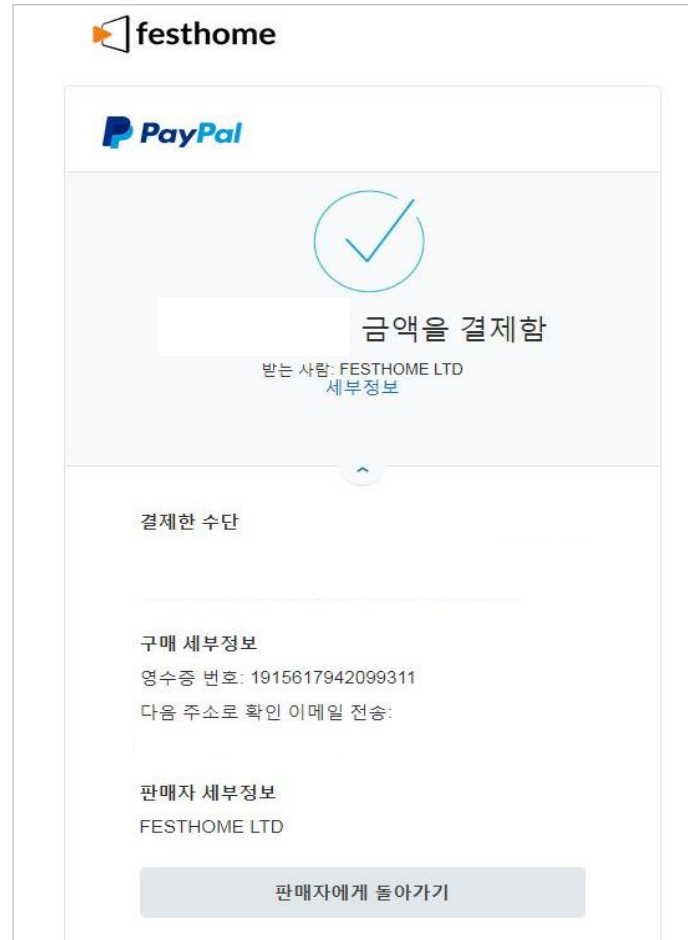 festhome
PayPal
금액을 결제함
받는 사람: FESTHOME LTD
세부정보
결제한 수단
구매 세부정보
영수증 번호: 1915617942099311
다음 주소로 확인 이메일 전송:
판매자 세부정보
FESTHOME LTD
판매자에게 돌아가기